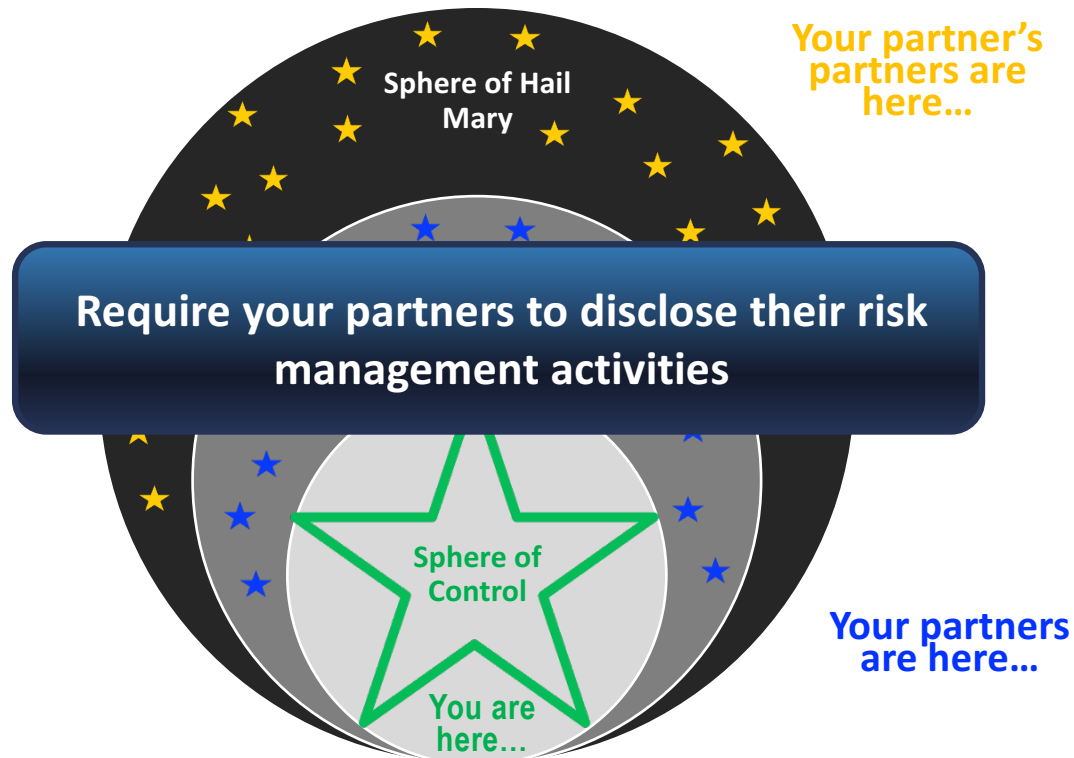 Your partner’s
partners are
here…
Sphere of Hail
Mary
Require your partners to disclose their risk
management activities
Sphere of
Control
You are
here…
Your partners
are here…